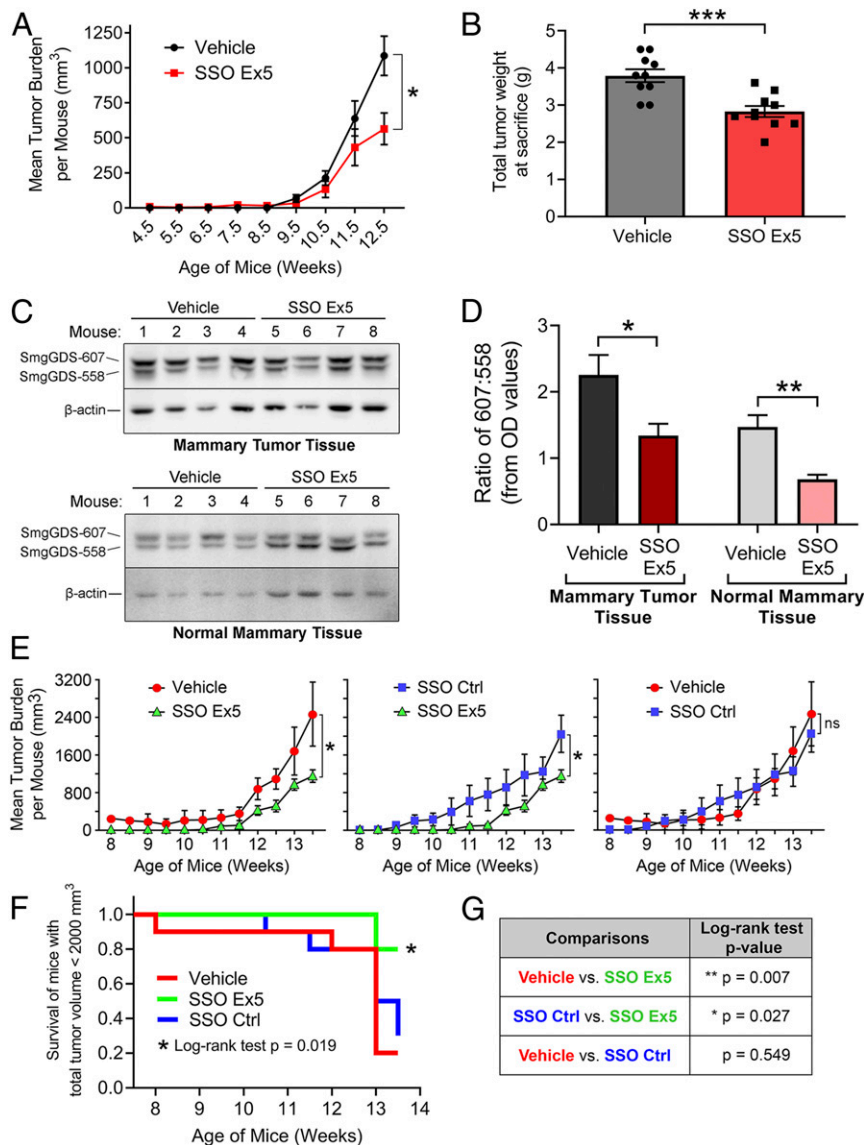 A
Mean Tumor Burden
per Mouse (mm3)
1250
1000
750
500
250
0
Vehicle
SSO Ex5
*
4.5 5.5 6.5 7.5 8.5 9.5 10.5 11.5 12.5
Age of Mice (Weeks)
B
Total tumor weight
at sacrifice (g)
5
4
3
2
1
0
***
Vehicle SSO Ex5
C
Vehicle SSO Ex5
Mouse: 1 2 3 4 5 6 7 8
SmgGDS-607
SmgGDS-558
β-actin
Mammary Tumor Tissue
Vehicle SSO Ex5
Mouse: 1 2 3 4 5 6 7 8
SmgGDS-607
SmgGDS-558
β-actin
Normal Mammary Tissue
D
Ratio of 607:558
(from OD values)
3
2
1
0
*
**
Vehicle SSO Ex5 Vehicle SSO Ex5
Mammary Tumor Tissue
Normal Mammary Tissue
E
Mean Tumor Burden
per Mouse (mm3)
3200
2400
1600
800
0
Vehicle
SSO Ex5
*
8 9 10 11 12 13
Age of Mice (Weeks)
SSO Ctrl
SSO Ex5
*
8 9 10 11 12 13
Age of Mice (Weeks)
Vehicle
SSO Ctrl
ns
8 9 10 11 12 13
Age of Mice (Weeks)
F
Survival of mice with
total tumor volume < 2000 mm3
1.0
0.8
0.6
0.4
0.2
0.0
*
Vehicle
SSO Ex5
SSO Ctrl
* Log-rank test p = 0.019
8 9 10 11 12 13 14
Age of Mice (Weeks)
G
Comparisons
Log-rank test
p-value
Vehicle vs. SSO Ex5
** p = 0.007
SSO Ctrl vs. SSO Ex5
* p = 0.027
Vehicle vs. SSO Ctrl
p = 0.549